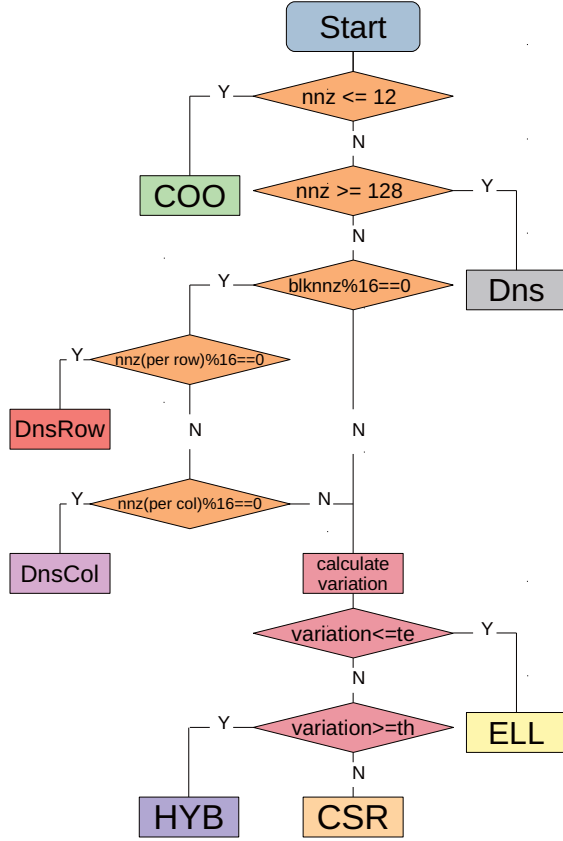 Start
Y
nnz <= 12
N
COO
nnz >= 128
Y
N
Y
blknnz%16==0
Dns
Y
nnz(per row)%16==0
DnsRow
N
N
Y
nnz(per col)%16==0
N
DnsCol
calculate
variation
variation<=te
Y
N
Y
variation>=th
ELL
N
HYB
CSR